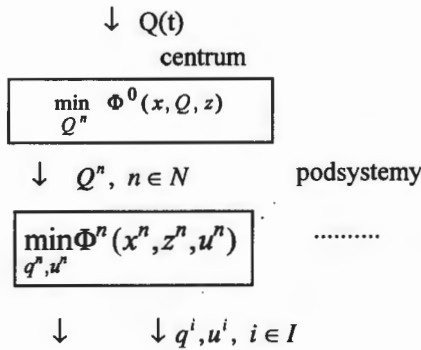 ↓ Q(t)
centrum
min Φ⁰(x, Q, z)
Qⁿ
↓ Qⁿ, n ∈ N podsystemy
minΦⁿ(xⁿ,zⁿ,uⁿ) ..........
qⁿ,uⁿ
↓ ↓ qⁱ,uⁱ, i ∈ I